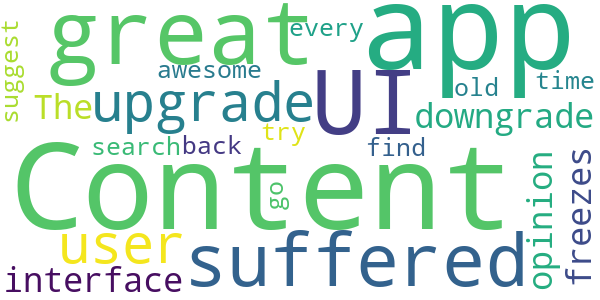 great
every
app
suggest
awesome
UI
old
time
The
upgrade
downgrade
try
search
back
find
Content
go
opinion
freezes
user
suffered
interface